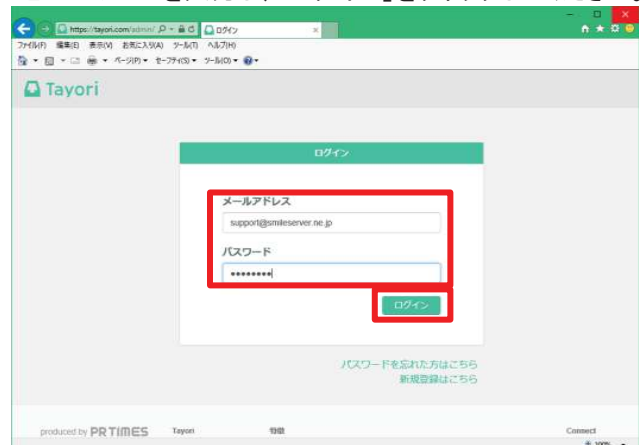 https://tayori.com/admin/
ログイン
ファイル(F) 編集(E) 表示(V) お気に入り(A) ツール(T) ヘルプ(H)
ページ(P) セーフティ(S) ツール(O)
Tayori
ログイン
メールアドレス
support@smileserver.ne.jp
パスワード
••••••••
ログイン
パスワードを忘れた方はこちら
新規登録はこちら
produced by PR TIMES Tayori 特徴 Connect
100%